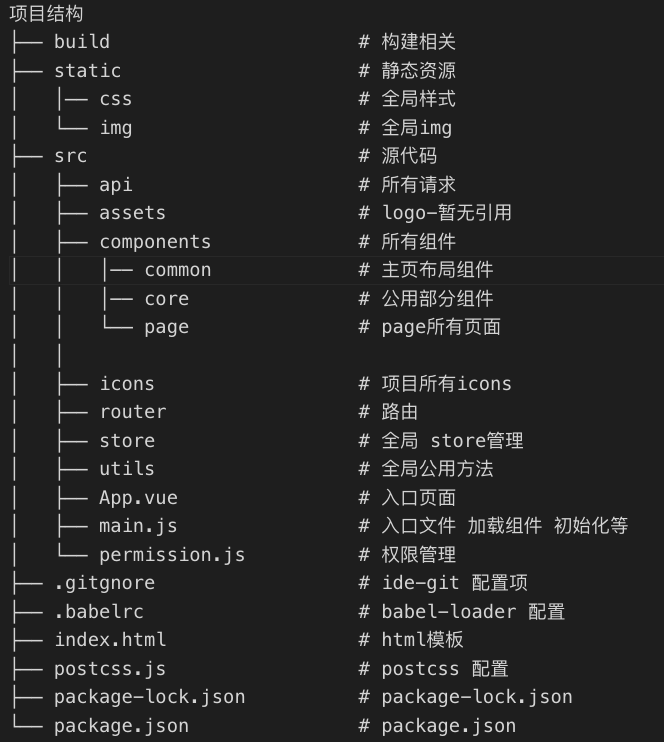 项目结构
├── build                      # 构建相关
├── static                     # 静态资源
│   ├── css                    # 全局样式
│   └── img                    # 全局img
├── src                        # 源代码
│   ├── api                    # 所有请求
│   ├── assets                 # logo-暂无引用
│   ├── components             # 所有组件
│   │   │── common             # 主页布局组件
│   │   │── core               # 公用部分组件
│   │   └── page               # page所有页面
│   │
│   ├── icons                  # 项目所有icons
│   ├── router                 # 路由
│   ├── store                  # 全局 store管理
│   ├── utils                  # 全局公用方法
│   ├── App.vue                # 入口页面
│   ├── main.js                # 入口文件 加载组件 初始化等
│   └── permission.js          # 权限管理
├── .gitgnore                  # ide-git 配置项
├── .babelrc                   # babel-loader 配置
├── index.html                 # html模板
├── postcss.js                 # postcss 配置
├── package-lock.json          # package-lock.json
└── package.json               # package.json